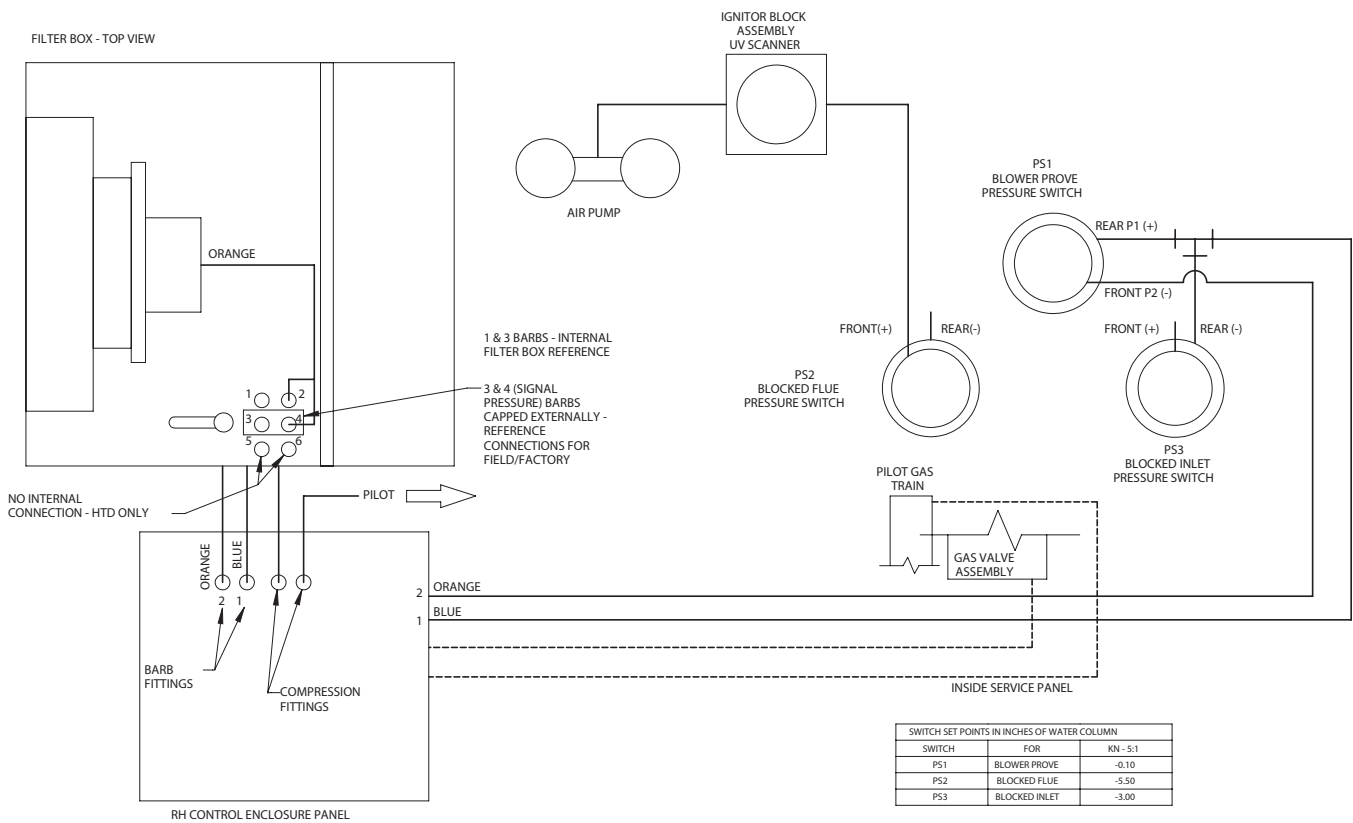 FILTER BOX - TOP VIEW
IGNITOR BLOCK
ASSEMBLY
UV SCANNER
AIR PUMP
PS1
BLOWER PROVE
PRESSURE SWITCH
REAR P1 (+)
FRONT P2 (-)
ORANGE
FRONT(+)
REAR(-)
FRONT (+)
REAR (-)
1 & 3 BARBS - INTERNAL
FILTER BOX REFERENCE
PS2
BLOCKED FLUE
PRESSURE SWITCH
3 & 4 (SIGNAL
PRESSURE) BARBS
CAPPED EXTERNALLY -
REFERENCE
CONNECTIONS FOR
FIELD/FACTORY
1
2
3
4
5
6
PS3
BLOCKED INLET
PRESSURE SWITCH
NO INTERNAL
CONNECTION - HTD ONLY
PILOT
PILOT GAS
TRAIN
GAS VALVE
ASSEMBLY
ORANGE
BLUE
2
1
2 ORANGE
1 BLUE
BARB
FITTINGS
COMPRESSION
FITTINGS
INSIDE SERVICE PANEL
SWITCH SET POINTS IN INCHES OF WATER COLUMN
SWITCH FOR KN - 5:1
PS1 BLOWER PROVE -0.10
PS2 BLOCKED FLUE -5.50
PS3 BLOCKED INLET -3.00
RH CONTROL ENCLOSURE PANEL